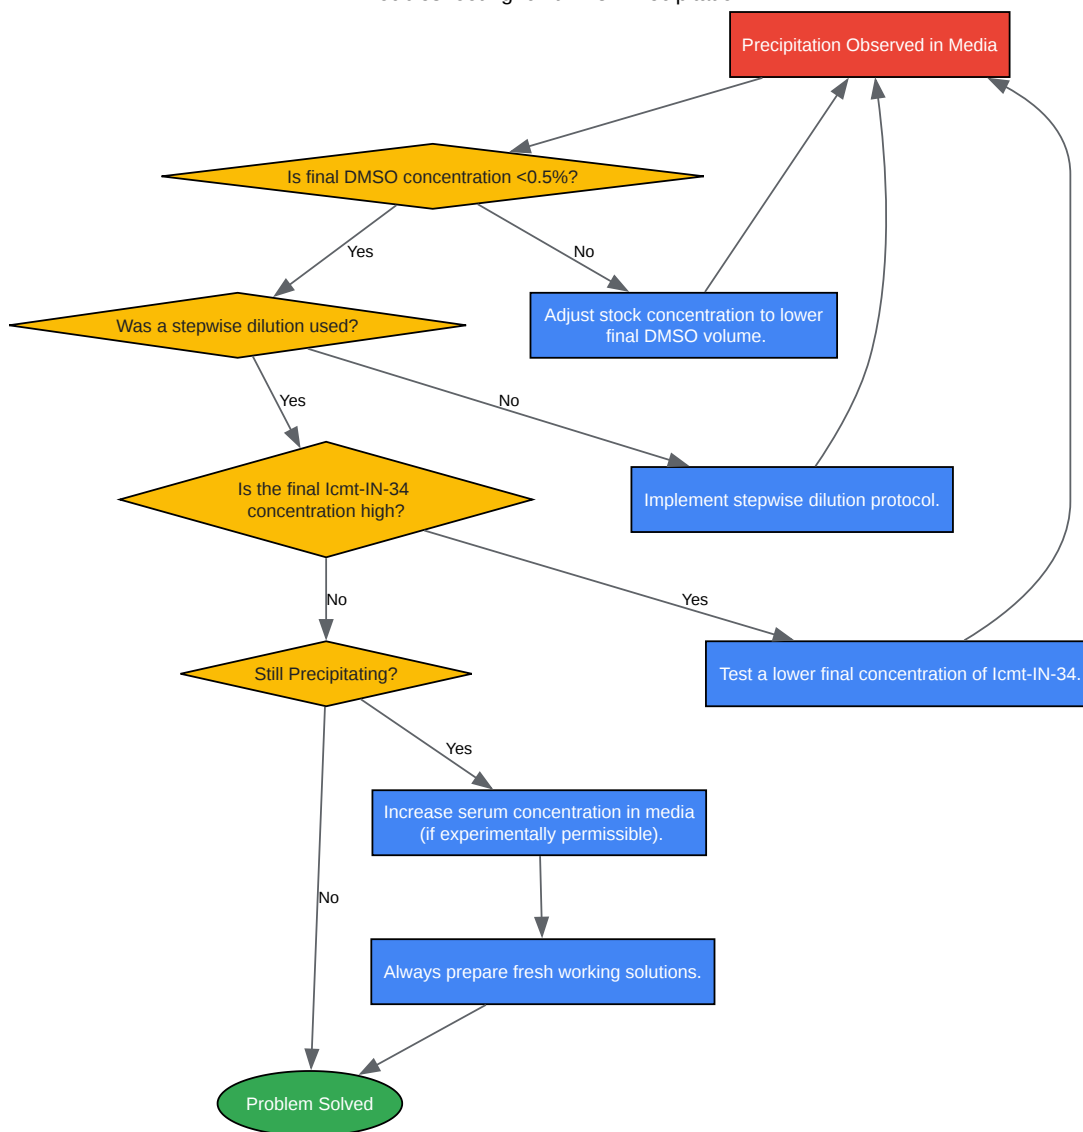 Precipitation Observed in Media
Is final DMSO concentration <0.5%?
Yes
No
Adjust stock concentration to lower
final DMSO volume.
Was a stepwise dilution used?
Yes
No
Is the final Icmt-IN-34
concentration high?
Implement stepwise dilution protocol.
No
Yes
Still Precipitating?
Test a lower final concentration of Icmt-IN-34.
Yes
Increase serum concentration in media
(if experimentally permissible).
No
Always prepare fresh working solutions.
Problem Solved